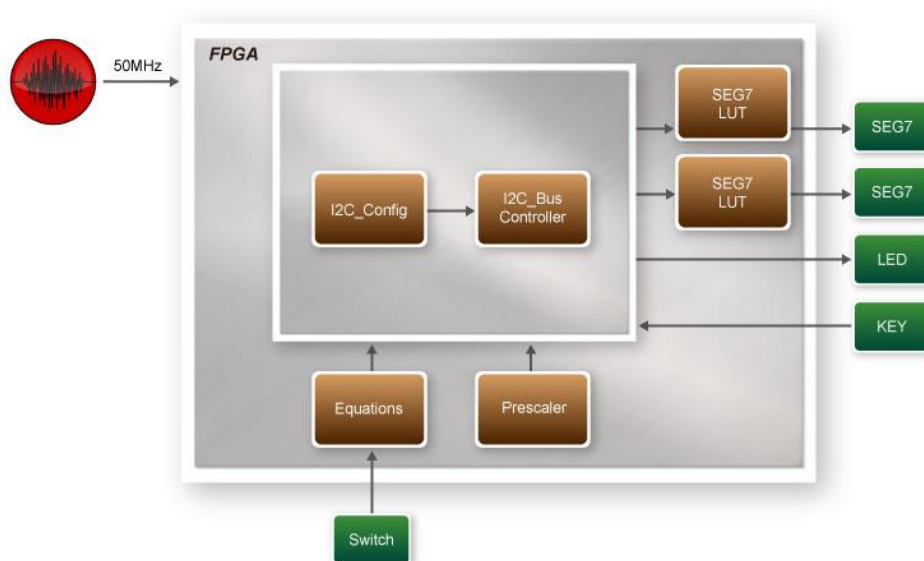 FPGA
50MHz
SEG7
LUT
SEG7
SEG7
LUT
SEG7
I2C_Config
I2C_Bus
Controller
LED
KEY
Equations
Prescaler
Switch